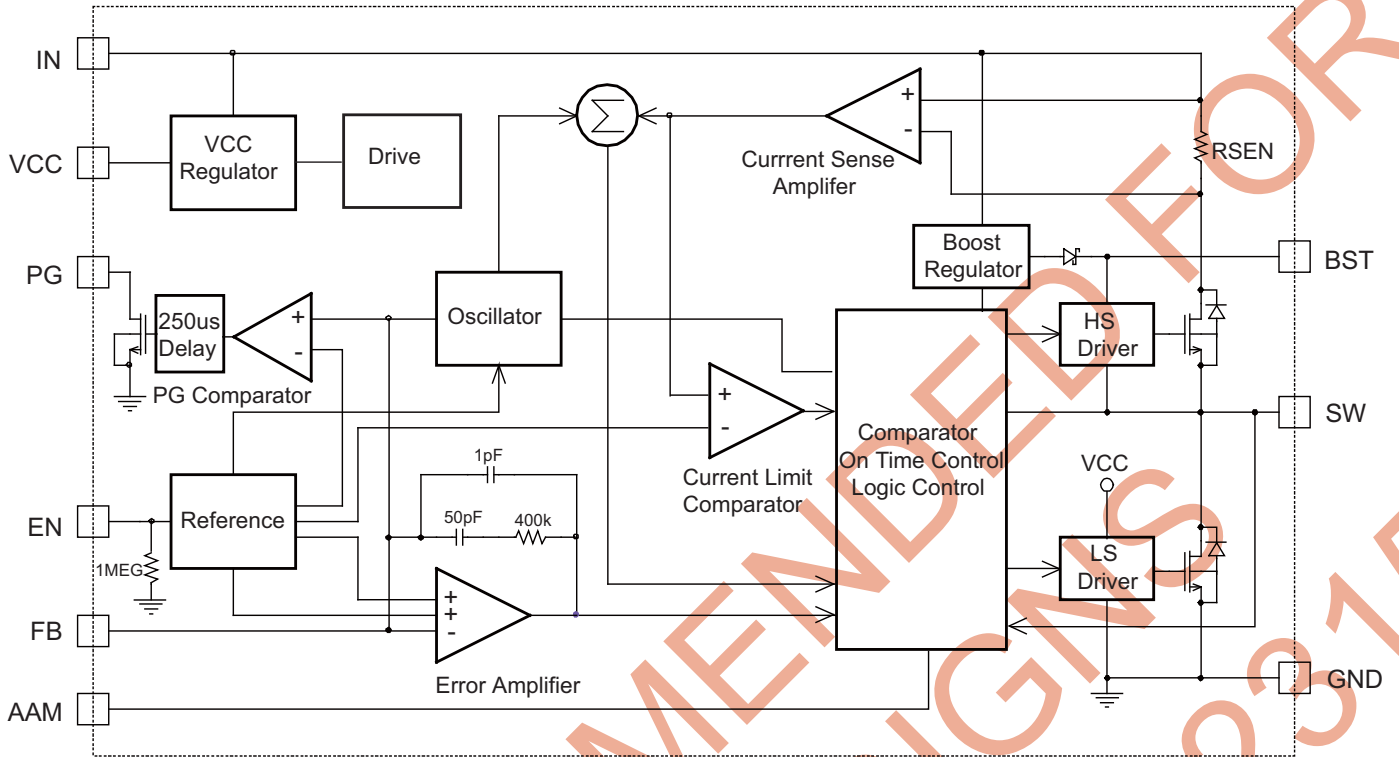 IN
VCC
Regulator
Drive
Σ
+
-
Currrent Sense
Amplifer
RSEN
VCC
PG
250us
Delay
+
-
PG Comparator
Oscillator
Boost
Regulator
BST
HS
Driver
+
-
Current Limit
Comparator
Comparator
On Time Control
Logic Control
SW
EN
Reference
1MEG
1pF
50pF
400k
VCC
LS
Driver
FB
+
+
-
Error Amplifier
AAM
GND
MENDED FOR
IGNS
231